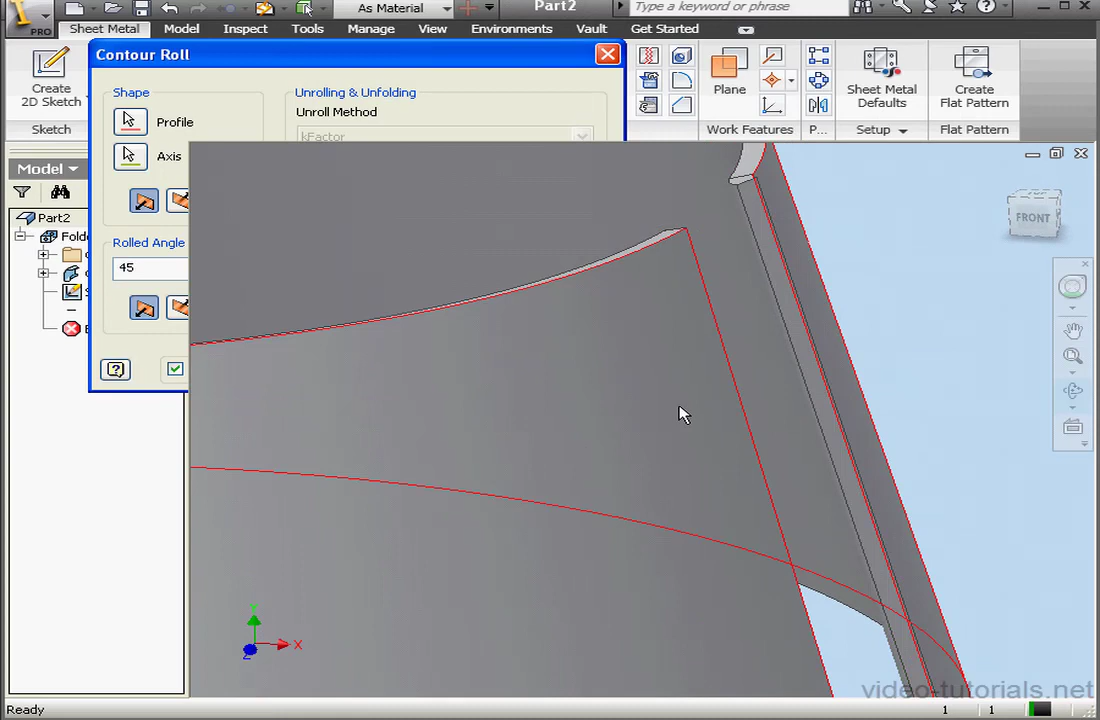 As Material
Part2
Type a keyword or phrase
PRO
Sheet Metal
Model
Inspect
Tools
Manage
View
Environments
Vault
Get Started
Create
2D Sketch
Sketch
Contour Roll
Shape
Profile
Axis
Rolled Angle
45
Unrolling & Unfolding
Unroll Method
kFactor
Plane
Work Features
P...
Sheet Metal
Defaults
Setup
Create
Flat Pattern
Flat Pattern
Model
Part2
Folde
FRONT
Y
X
Z
video-tutorials.net
Ready
1
1